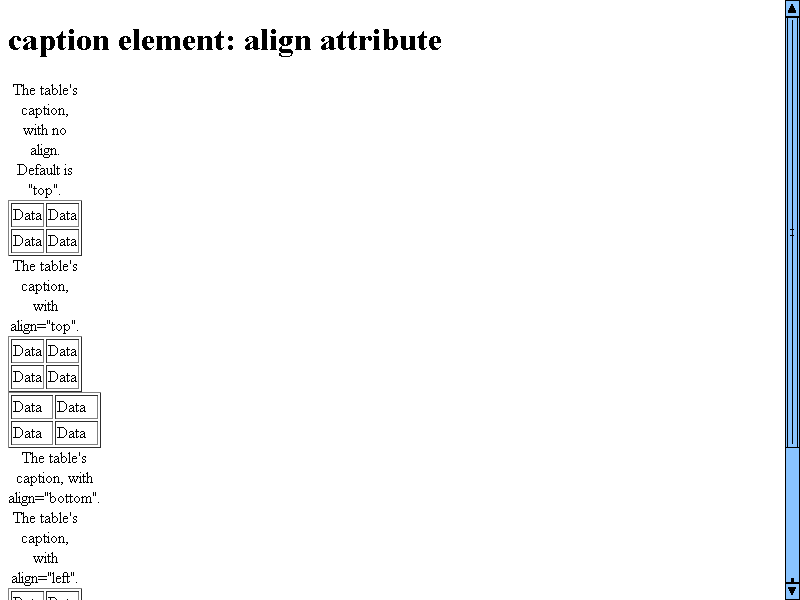 caption element: align attribute
The table's
caption,
with no
align.
Default is
"top".
Data Data
Data Data
The table's
caption,
with
align="top".
Data Data
Data Data
Data Data
Data Data
The table's
caption, with
align="bottom".
The table's
caption,
with
align="left".
Data Data